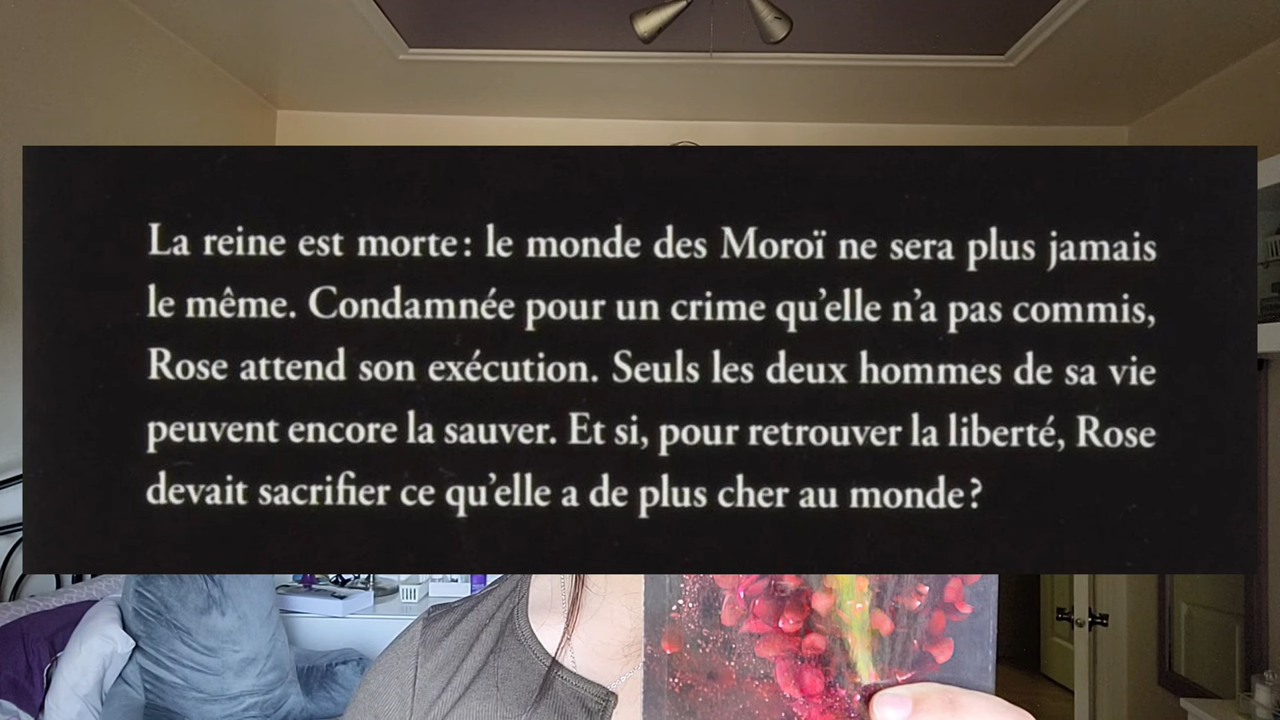 La reine est morte : le monde des Moroï ne sera plus jamais
le même. Condamnée pour un crime qu’elle n’a pas commis,
Rose attend son exécution. Seuls les deux hommes de sa vie
peuvent encore la sauver. Et si, pour retrouver la liberté, Rose
devait sacrifier ce qu’elle a de plus cher au monde ?